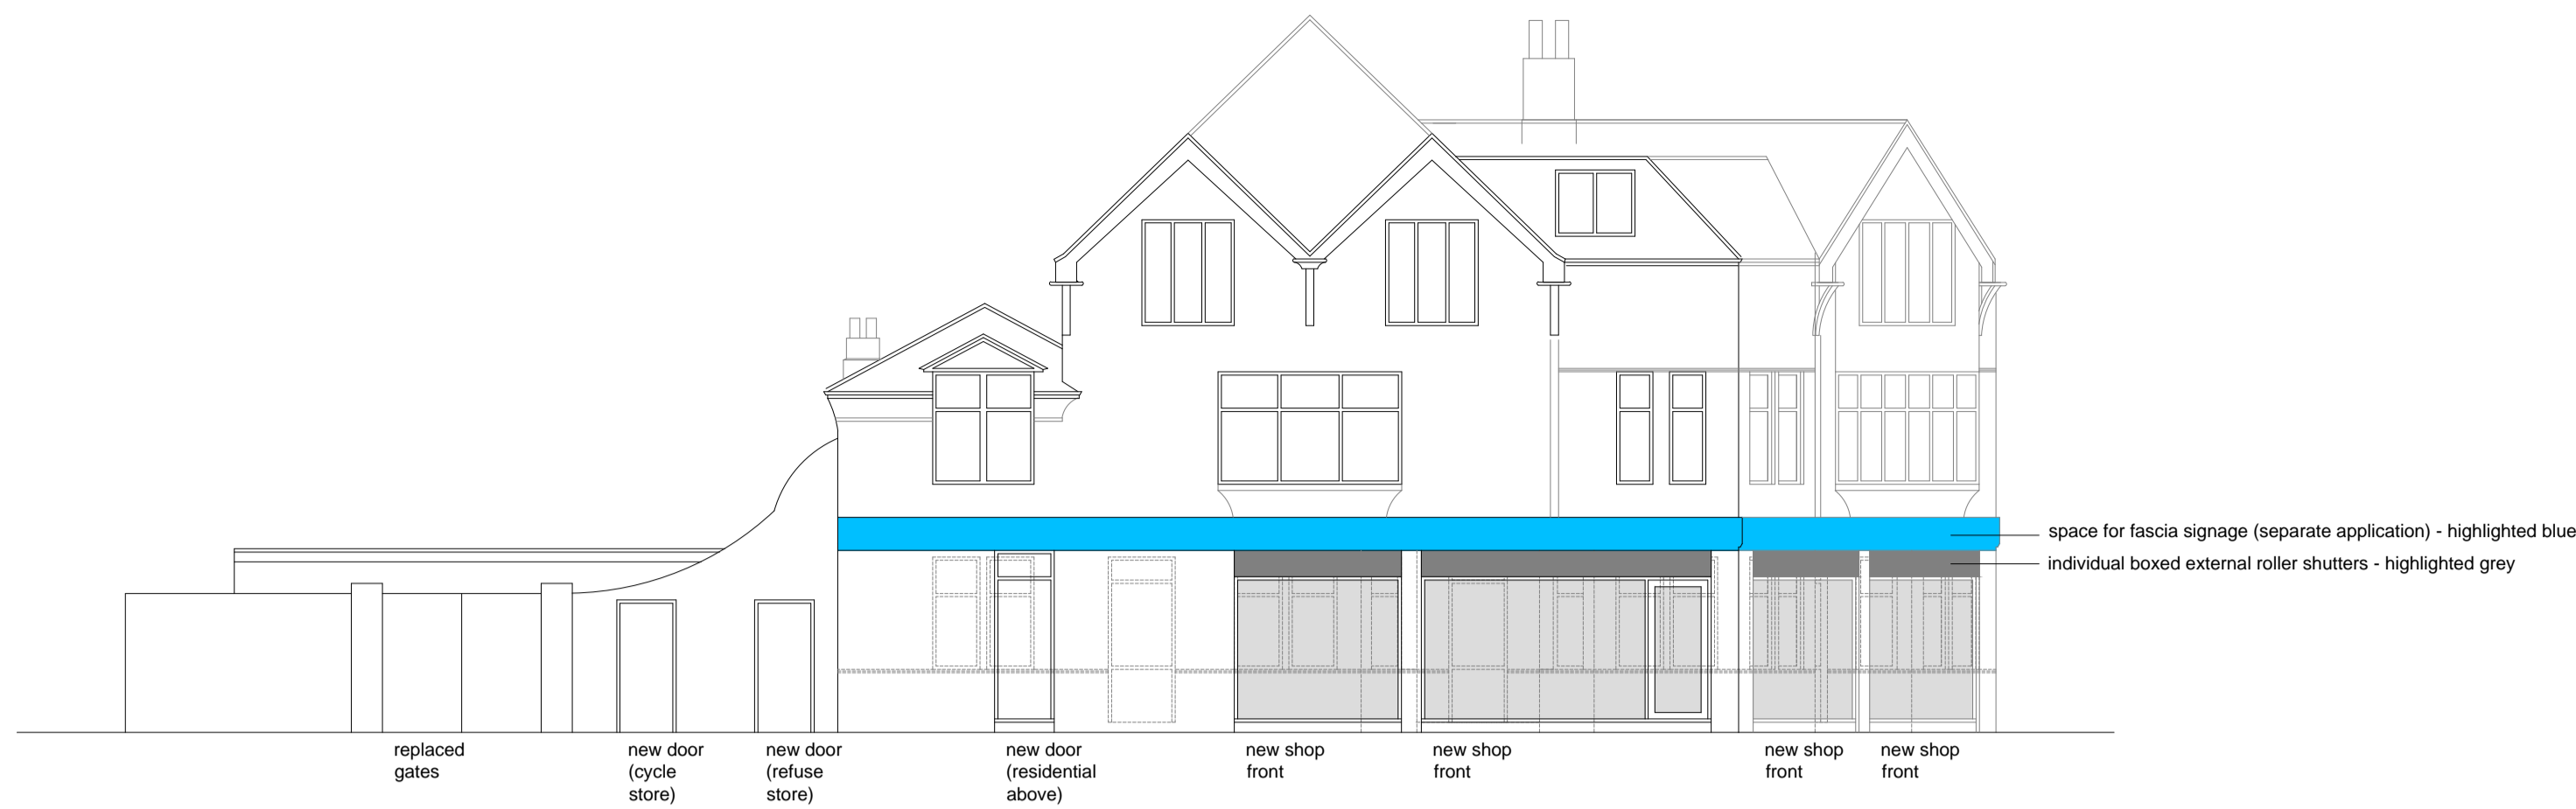 space for fascia signage (separate application) - highlighted blue
individual boxed external roller shutters - highlighted grey
replaced
gates
new door
(cycle
store)
new door
(refuse
store)
new door
(residential
above)
new shop
front
new shop
front
new shop
front
new shop
front